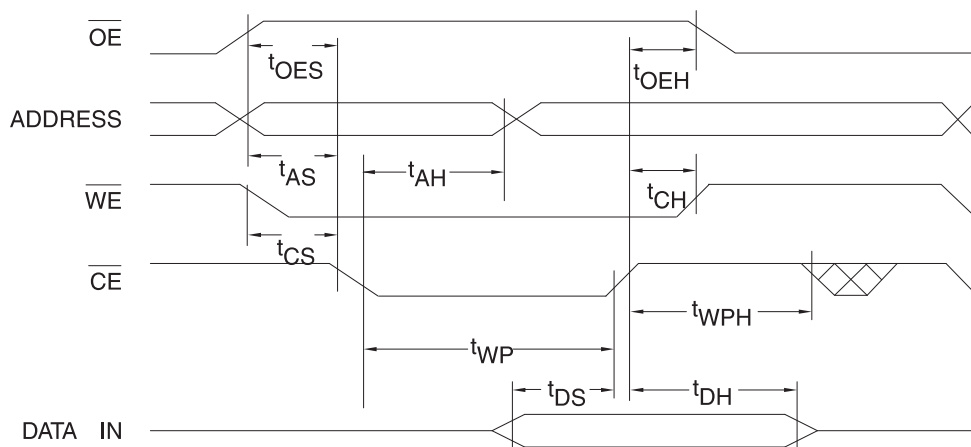 OE
tOES
tOEH
ADDRESS
tAS
tAH
tCH
WE
tCS
CE
tWPH
tWP
tDS
tDH
DATA IN